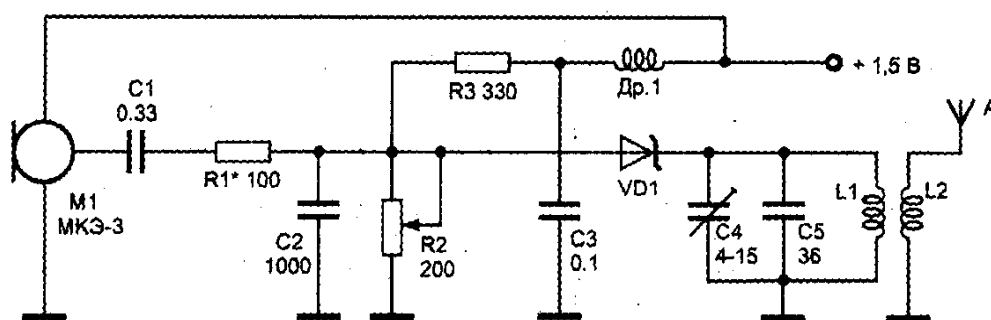 C1
0.33
M1
МКЭ-3
R1* 100
C2
1000
R2
200
R3 330
C3
0.1
Др.1
+ 1,5 В
VD1
C4
4-15
C5
36
L1
L2
A